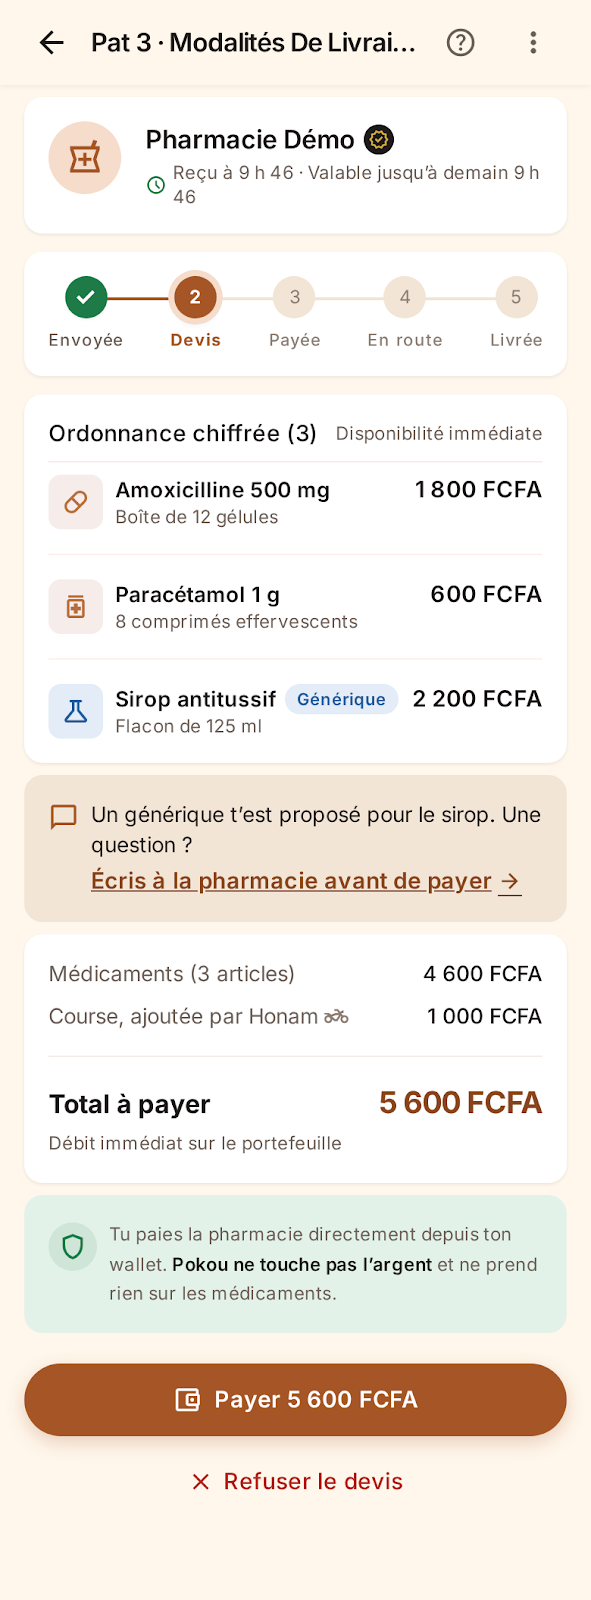 Pat 3 · Modalités De Livrai…
Pharmacie Démo
Reçu à 9 h 46 · Valable jusqu’à demain 9 h
46
2
3
4
5
Envoyée
Devis
Payée
En route
Livrée
Ordonnance chiffrée (3)
Disponibilité immédiate
Amoxicilline 500 mg
1 800 FCFA
Boîte de 12 gélules
Paracétamol 1 g
600 FCFA
8 comprimés effervescents
Sirop antitussif
Générique
2 200 FCFA
Flacon de 125 ml
Un générique t’est proposé pour le sirop. Une
question ?
Écris à la pharmacie avant de payer →
Médicaments (3 articles)
4 600 FCFA
Course, ajoutée par Honam
1 000 FCFA
Total à payer
5 600 FCFA
Débit immédiat sur le portefeuille
Tu paies la pharmacie directement depuis ton
wallet. Pokou ne touche pas l’argent et ne prend
rien sur les médicaments.
Payer 5 600 FCFA
Refuser le devis